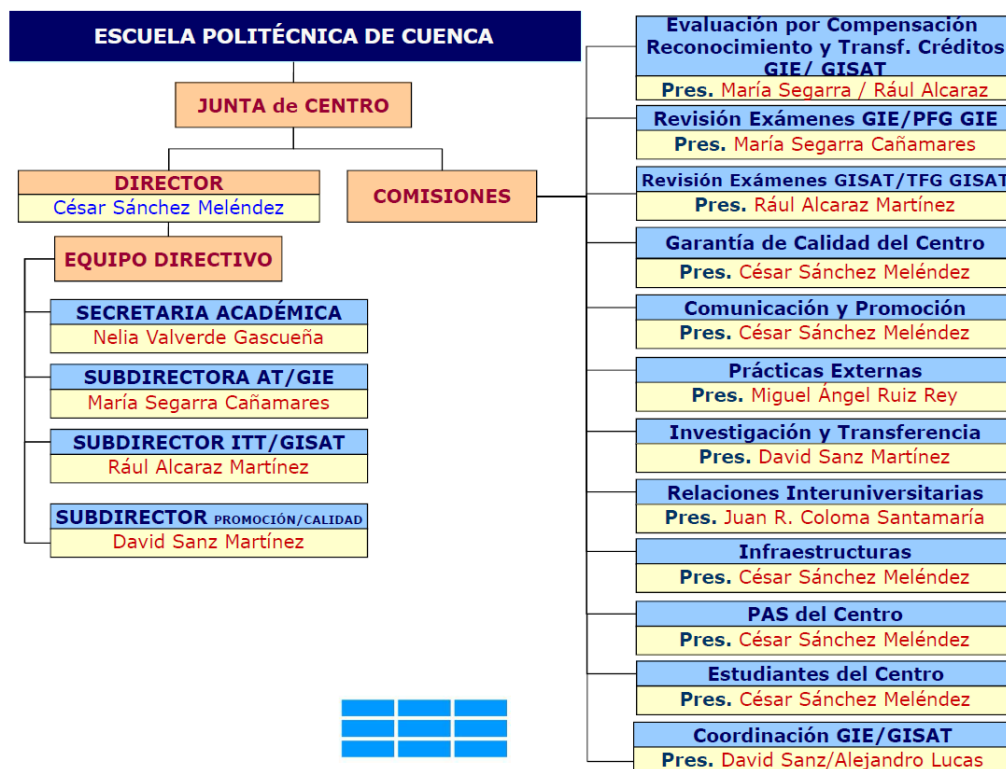 ESCUELA POLITÉCNICA DE CUENCA
JUNTA de CENTRO
DIRECTOR
César Sánchez Meléndez
COMISIONES
EQUIPO DIRECTIVO
SECRETARIA ACADÉMICA
Nelia Valverde Gascueña
SUBDIRECTORA AT/GIE
María Segarra Cañamares
SUBDIRECTOR ITT/GISAT
Rául Alcaraz Martínez
SUBDIRECTOR PROMOCIÓN/CALIDAD
David Sanz Martínez
Evaluación por Compensación
Reconocimiento y Transf. Créditos
GIE/ GISAT
Pres. María Segarra / Rául Alcaraz
Revisión Exámenes GIE/PFG GIE
Pres. María Segarra Cañamares
Revisión Exámenes GISAT/TFG GISAT
Pres. Rául Alcaraz Martínez
Garantía de Calidad del Centro
Pres. César Sánchez Meléndez
Comunicación y Promoción
Pres. César Sánchez Meléndez
Prácticas Externas
Pres. Miguel Ángel Ruiz Rey
Investigación y Transferencia
Pres. David Sanz Martínez
Relaciones Interuniversitarias
Pres. Juan R. Coloma Santamaría
Infraestructuras
Pres. César Sánchez Meléndez
PAS del Centro
Pres. César Sánchez Meléndez
Estudiantes del Centro
Pres. César Sánchez Meléndez
Coordinación GIE/GISAT
Pres. David Sanz/Alejandro Lucas